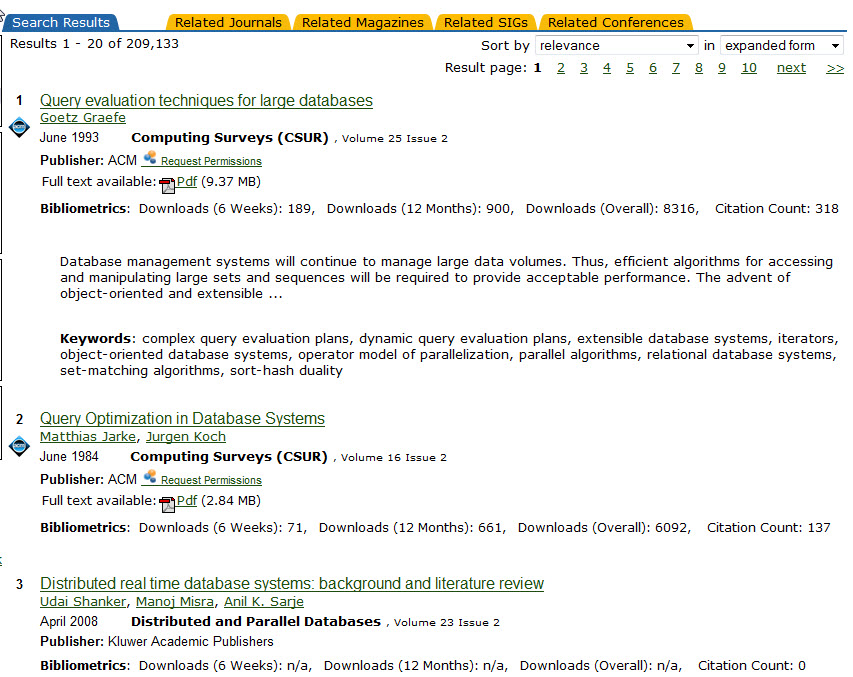 Search Results Related Journals Related Magazines Related SIGs Related Conferences
Results 1 - 20 of 209,133 Sort by relevance in expanded form
Result page: 1 2 3 4 5 6 7 8 9 10 next >>
1 Query evaluation techniques for large databases
Goetz Graefe
June 1993 Computing Surveys (CSUR) , Volume 25 Issue 2
Publisher: ACM Request Permissions
Full text available: Pdf (9.37 MB)
Bibliometrics: Downloads (6 Weeks): 189, Downloads (12 Months): 900, Downloads (Overall): 8316, Citation Count: 318
Database management systems will continue to manage large data volumes. Thus, efficient algorithms for accessing
and manipulating large sets and sequences will be required to provide acceptable performance. The advent of
object-oriented and extensible ...
Keywords: complex query evaluation plans, dynamic query evaluation plans, extensible database systems, iterators,
object-oriented database systems, operator model of parallelization, parallel algorithms, relational database systems,
set-matching algorithms, sort-hash duality
2 Query Optimization in Database Systems
Matthias Jarke, Jurgen Koch
June 1984 Computing Surveys (CSUR) , Volume 16 Issue 2
Publisher: ACM Request Permissions
Full text available: Pdf (2.84 MB)
Bibliometrics: Downloads (6 Weeks): 71, Downloads (12 Months): 661, Downloads (Overall): 6092, Citation Count: 137
3 Distributed real time database systems: background and literature review
Udai Shanker, Manoj Misra, Anil K. Sarje
April 2008 Distributed and Parallel Databases , Volume 23 Issue 2
Publisher: Kluwer Academic Publishers
Bibliometrics: Downloads (6 Weeks): n/a, Downloads (12 Months): n/a, Downloads (Overall): n/a, Citation Count: 0